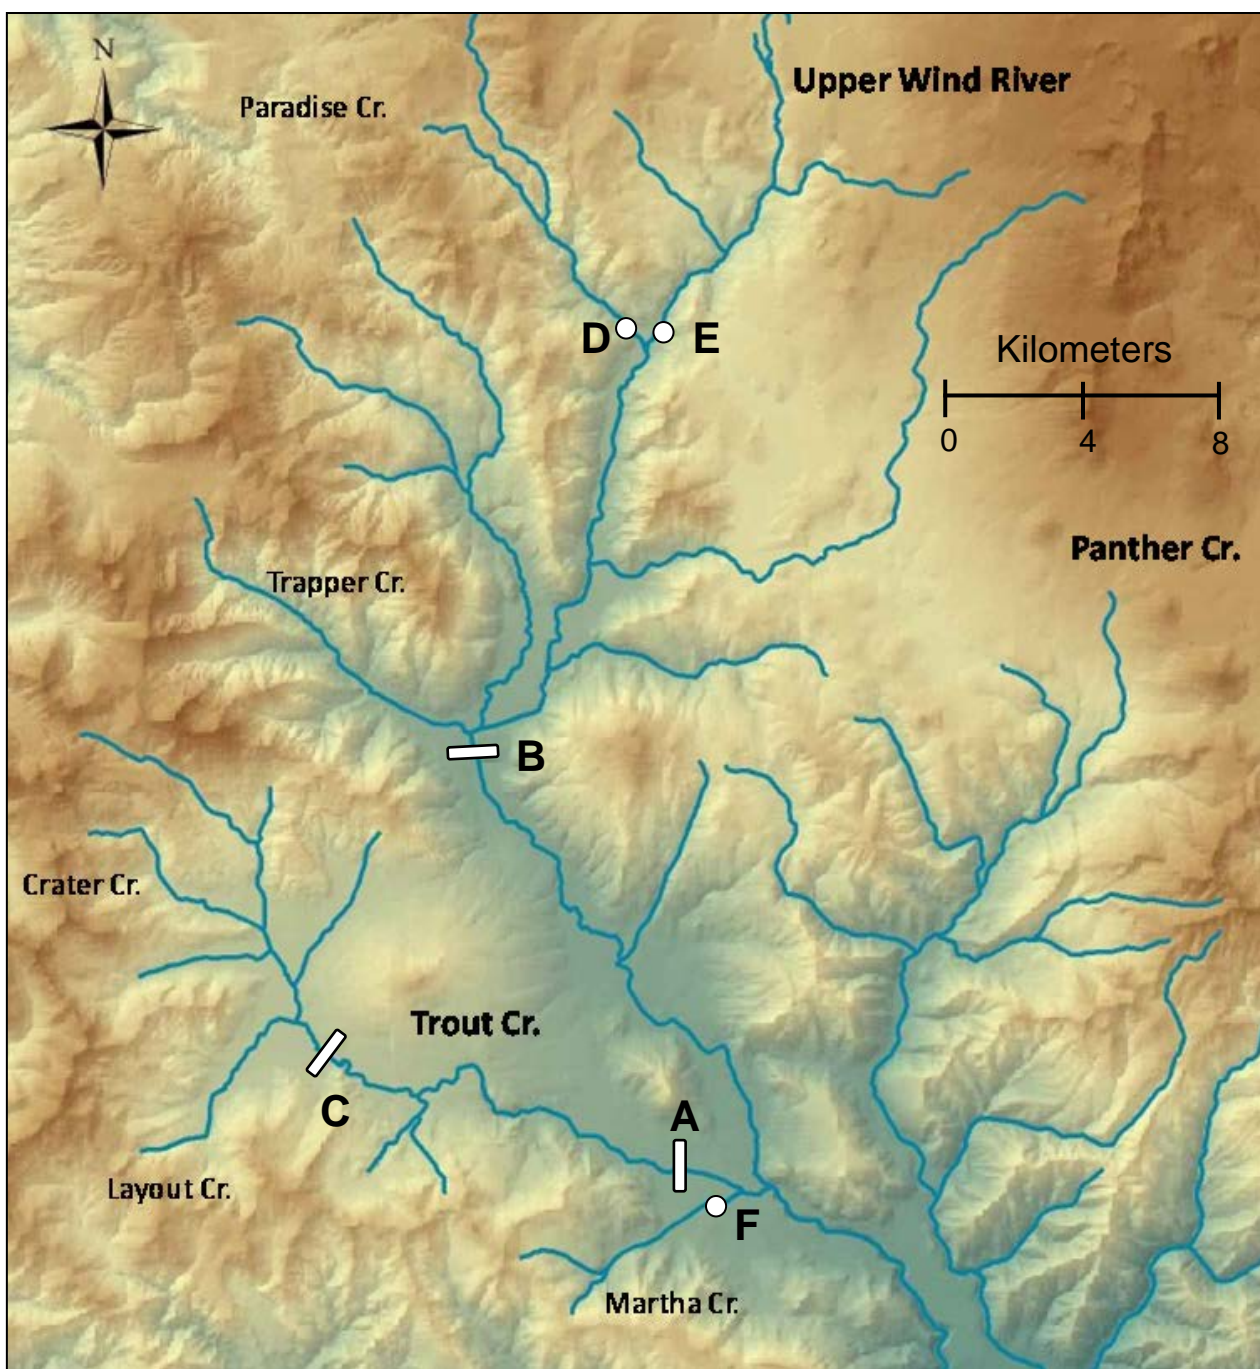 N
Paradise Cr.
Upper Wind River
D
E
Kilometers
0 4 8
Panther Cr.
Trapper Cr.
B
Crater Cr.
Trout Cr.
C
A
Layout Cr.
F
Martha Cr.